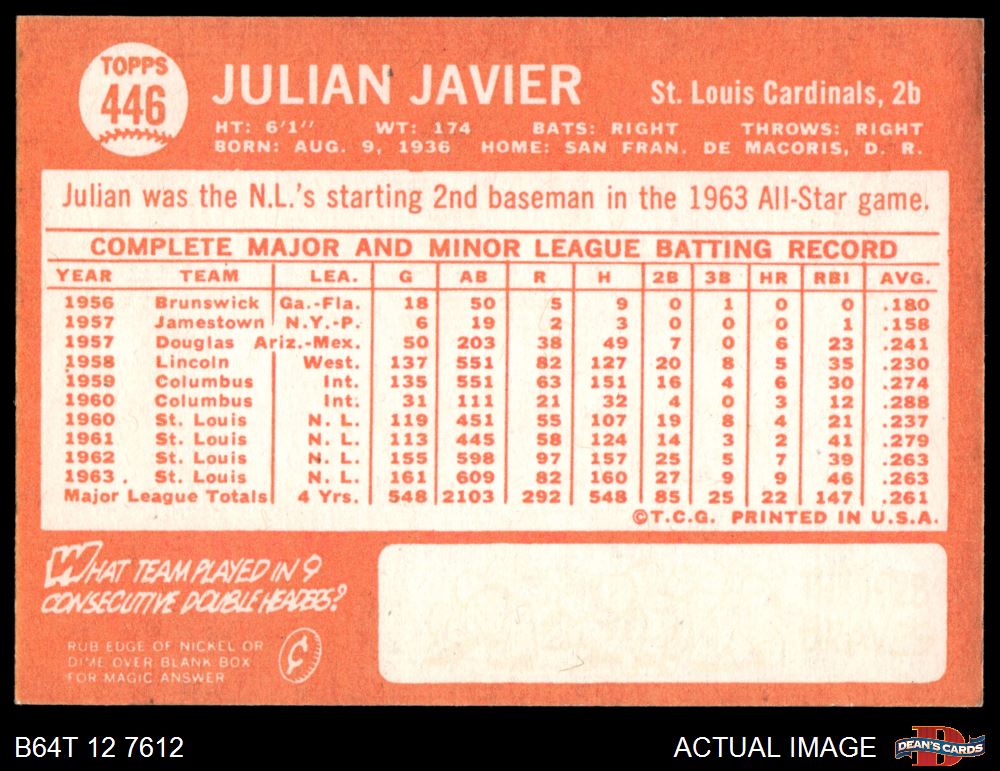 TOPPS
446
JULIAN JAVIER
St. Louis Cardinals, 2b
HT: 6'1" WT: 174 BATS: RIGHT THROWS: RIGHT
BORN: AUG. 9, 1936 HOME: SAN FRAN. DE MACORIS, D. R.
Julian was the N.L.'s starting 2nd baseman in the 1963 All-Star game.
COMPLETE MAJOR AND MINOR LEAGUE BATTING RECORD
YEAR TEAM LEA. G AB R H 2B 3B HR RBI AVG.
1956 Brunswick Ga.-Fla. 18 50 5 9 0 1 0 0 .180
1957 Jamestown N.Y.-P. 6 19 2 3 0 0 0 1 .158
1957 Douglas Ariz.-Mex. 50 203 38 49 7 0 6 23 .241
1958 Lincoln West. 137 551 82 127 20 8 5 35 .230
1959 Columbus Int. 135 551 63 151 16 4 6 30 .274
1960 Columbus Int. 31 111 21 32 4 0 3 12 .288
1960 St. Louis N. L. 119 451 55 107 19 8 4 21 .237
1961 St. Louis N. L. 113 445 58 124 14 3 2 41 .279
1962 St. Louis N. L. 155 598 97 157 25 5 7 39 .263
1963 St. Louis N. L. 161 609 82 160 27 9 9 46 .263
Major League Totals 4 Yrs. 548 2103 292 548 85 25 22 147 .261
©T.C.G. PRINTED IN U.S.A.
WHAT TEAM PLAYED IN 9
CONSECUTIVE DOUBLE HEADERS?
RUB EDGE OF NICKEL OR
DIME OVER BLANK BOX
FOR MAGIC ANSWER
¢
B64T 12 7612
ACTUAL IMAGE
D
DEAN'S CARDS